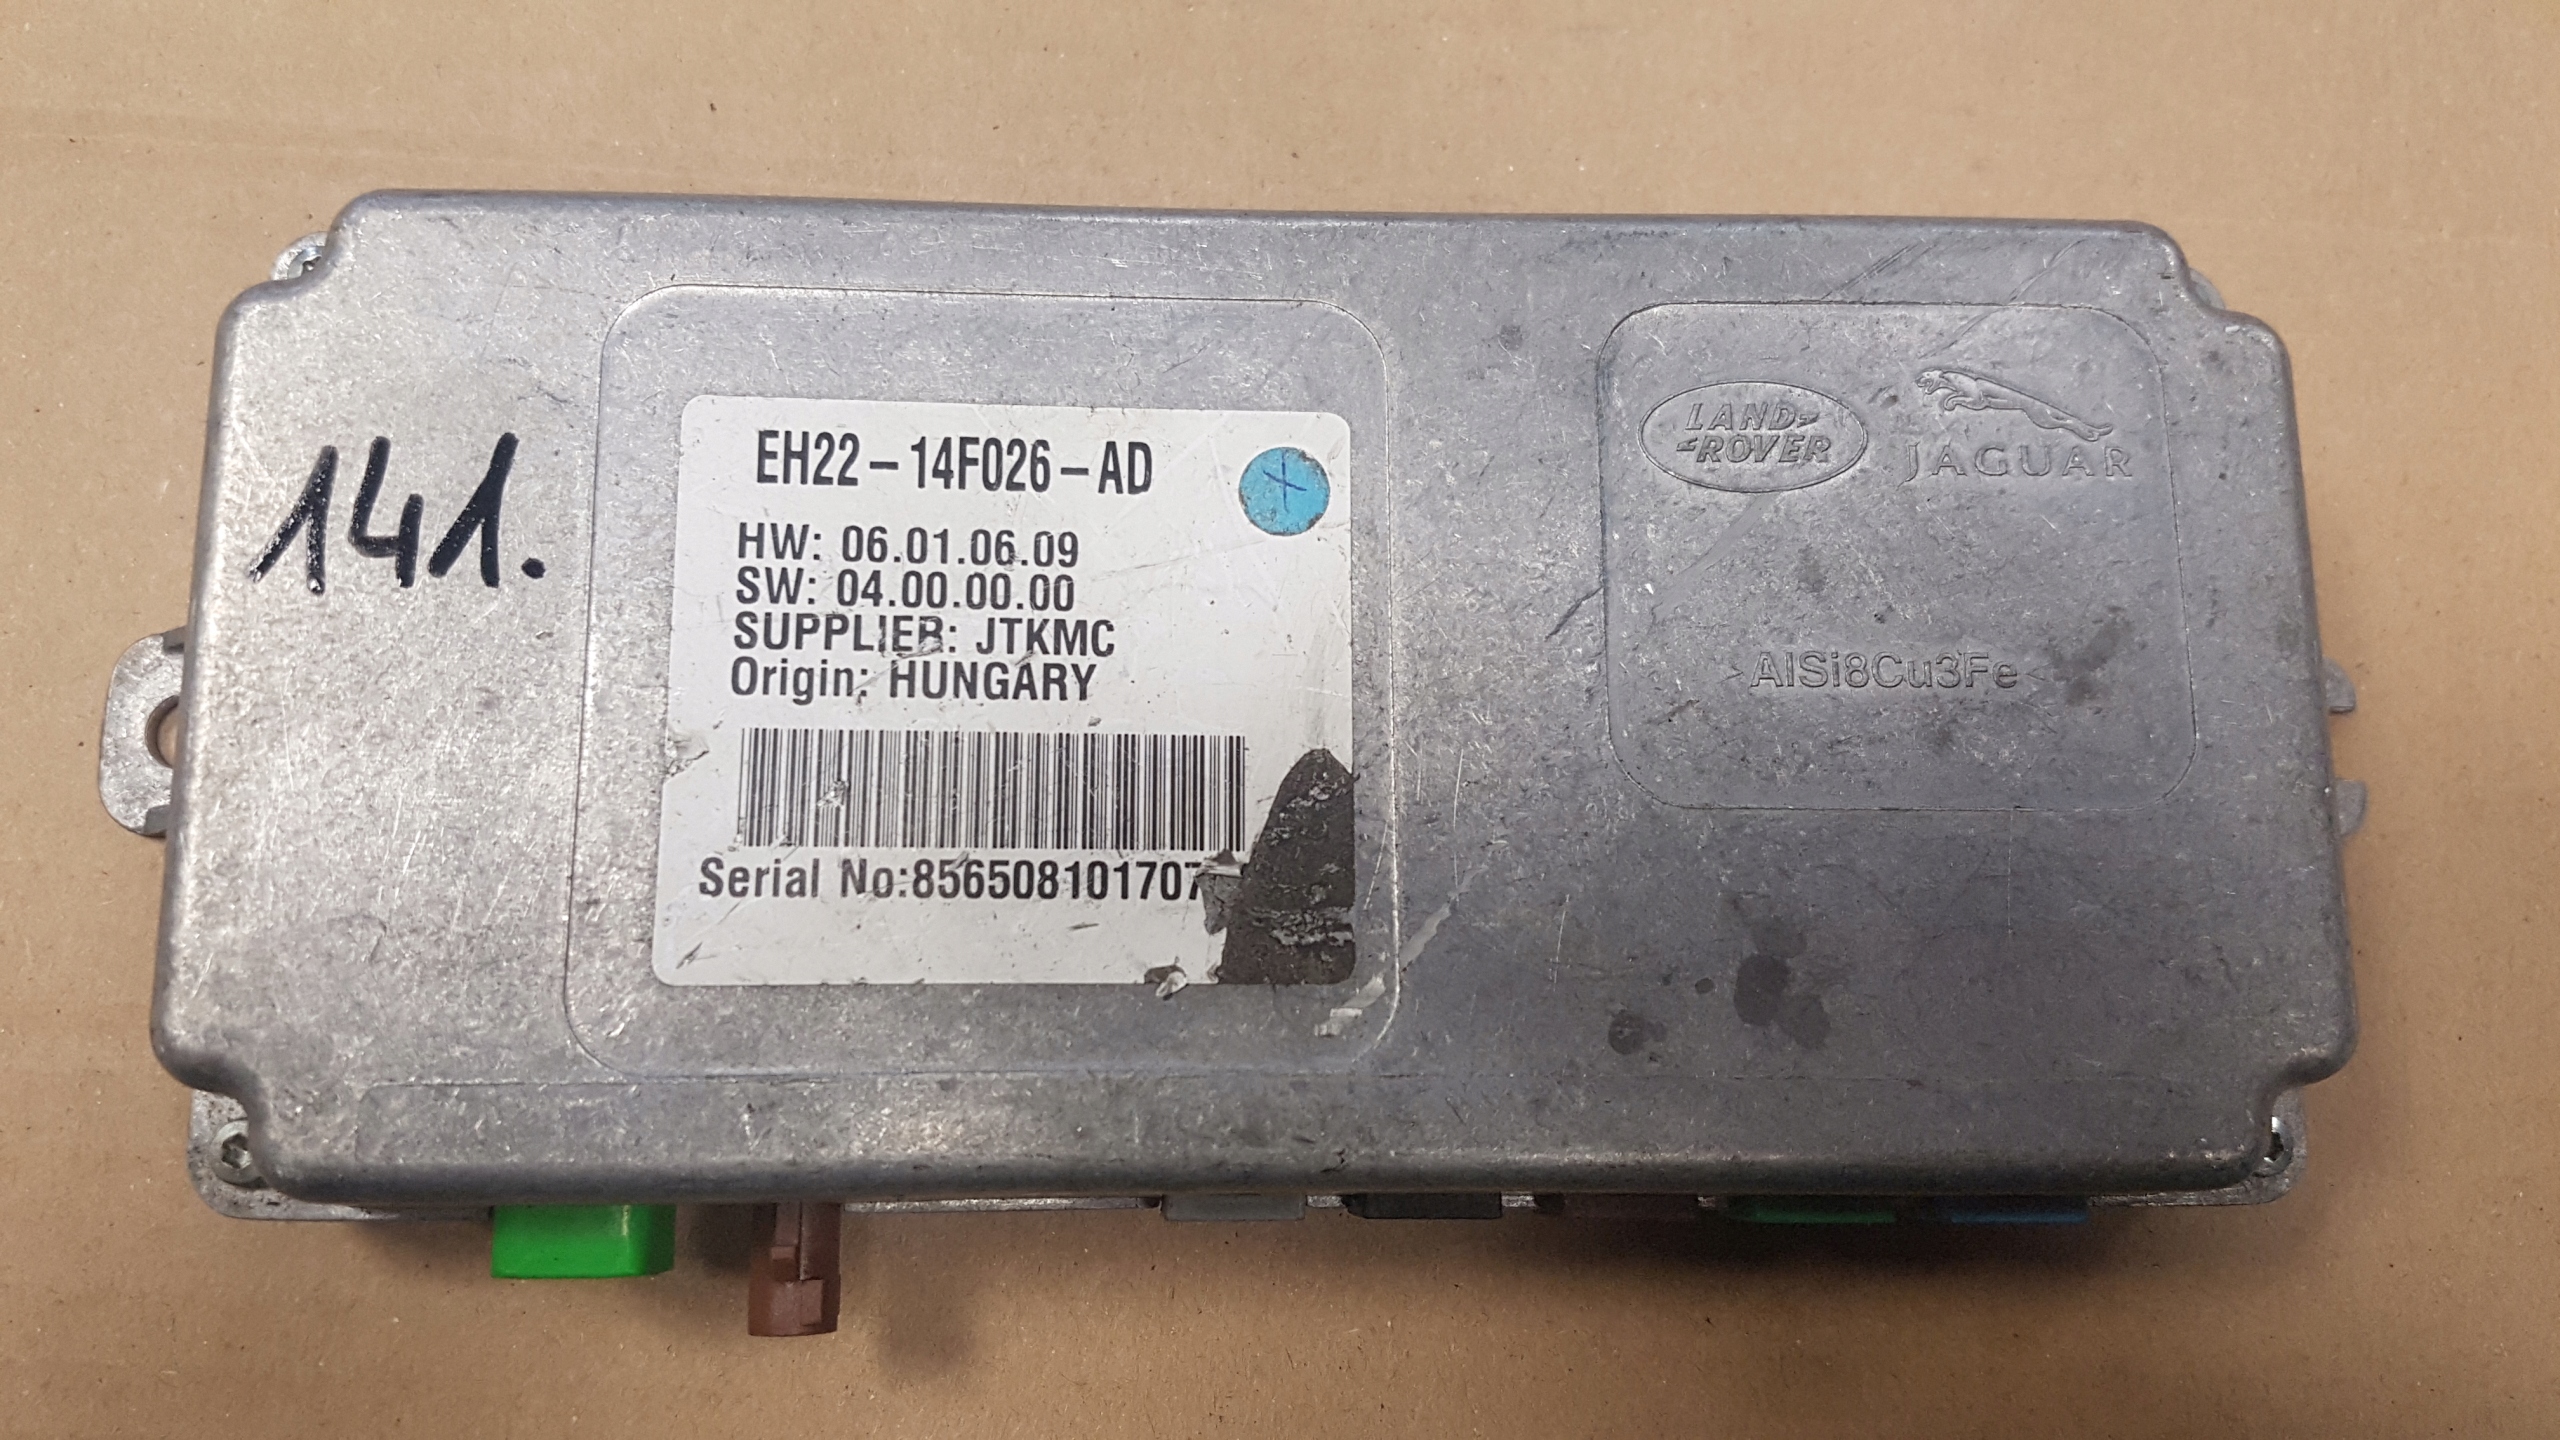 141.
EH22-14F026-AD
HW: 06.01.06.09
SW: 04.00.00.00
SUPPLIER: JTKMC
Origin: HUNGARY
Serial No:856508101707
LAND-
-ROVER
JAGUAR
>AlSi8Cu3Fe<